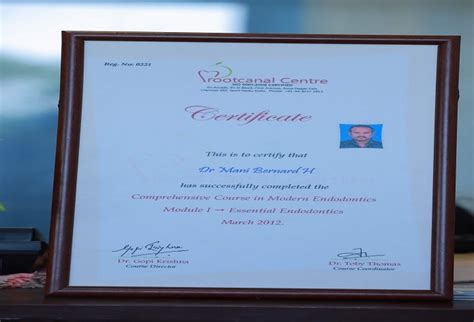 Reg. No: 0221
rootcanal Centre
Certificate
This is to certify that
Dr Mani Bernard H
has successfully completed the
Comprehensive Course in Modern Endodontics
Module I → Essential Endodontics
March 2012.
Dr. Gopi Krishna
Course Director
Dr. Toby Thomas
Course Coordinator